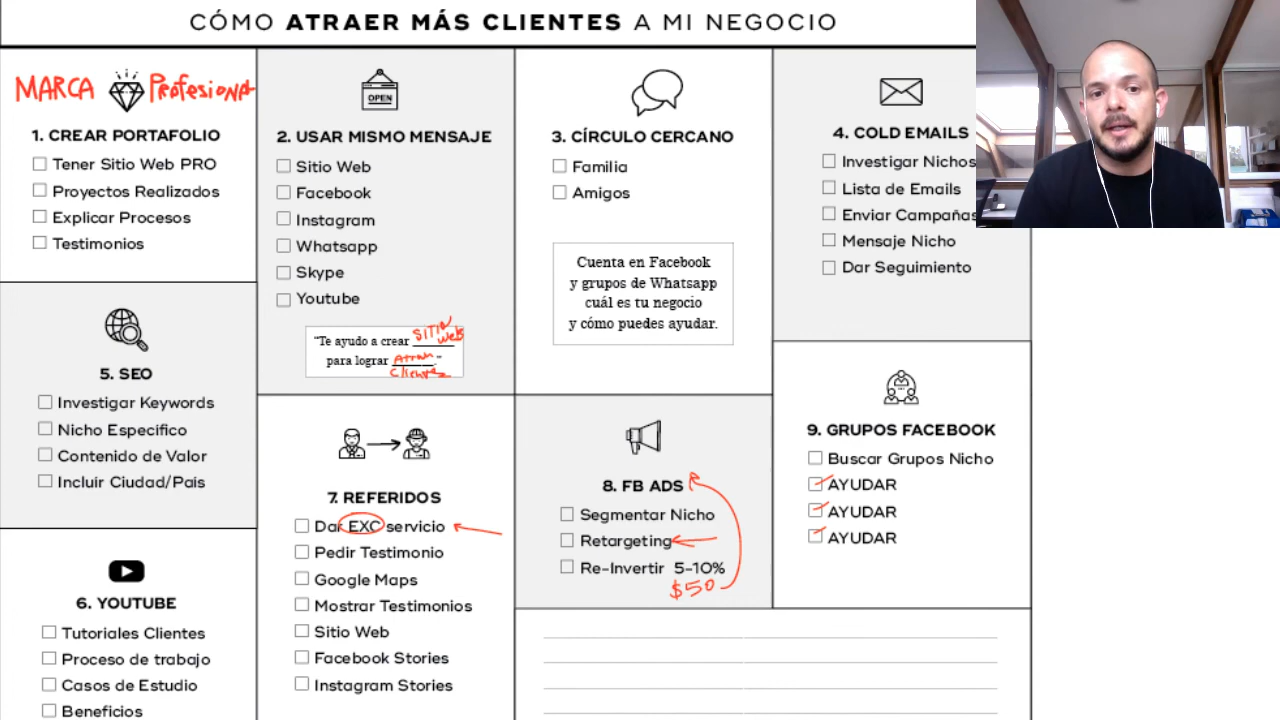 CÓMO ATRAER MÁS CLIENTES A MI NEGOCIO
MARCA Profesional
1. CREAR PORTAFOLIO
Tener Sitio Web PRO
Proyectos Realizados
Explicar Procesos
Testimonios
OPEN
2. USAR MISMO MENSAJE
Sitio Web
Facebook
Instagram
Whatsapp
Skype
Youtube
"Te ayudo a crear SITIO Web
para lograr Atraer."
Clientes
3. CÍRCULO CERCANO
Familia
Amigos
Cuenta en Facebook
y grupos de Whatsapp
cuál es tu negocio
y cómo puedes ayudar.
4. COLD EMAILS
Investigar Nichos
Lista de Emails
Enviar Campañas
Mensaje Nicho
Dar Seguimiento
5. SEO
Investigar Keywords
Nicho Especifico
Contenido de Valor
Incluír Ciudad/País
6. YOUTUBE
Tutoriales Clientes
Proceso de trabajo
Casos de Estudio
Beneficios
7. REFERIDOS
Dar EXC servicio
Pedir Testimonio
Google Maps
Mostrar Testimonios
Sitio Web
Facebook Stories
Instagram Stories
8. FB ADS
Segmentar Nicho
Retargeting
Re-Invertir 5-10%
$50
9. GRUPOS FACEBOOK
Buscar Grupos Nicho
AYUDAR
AYUDAR
AYUDAR